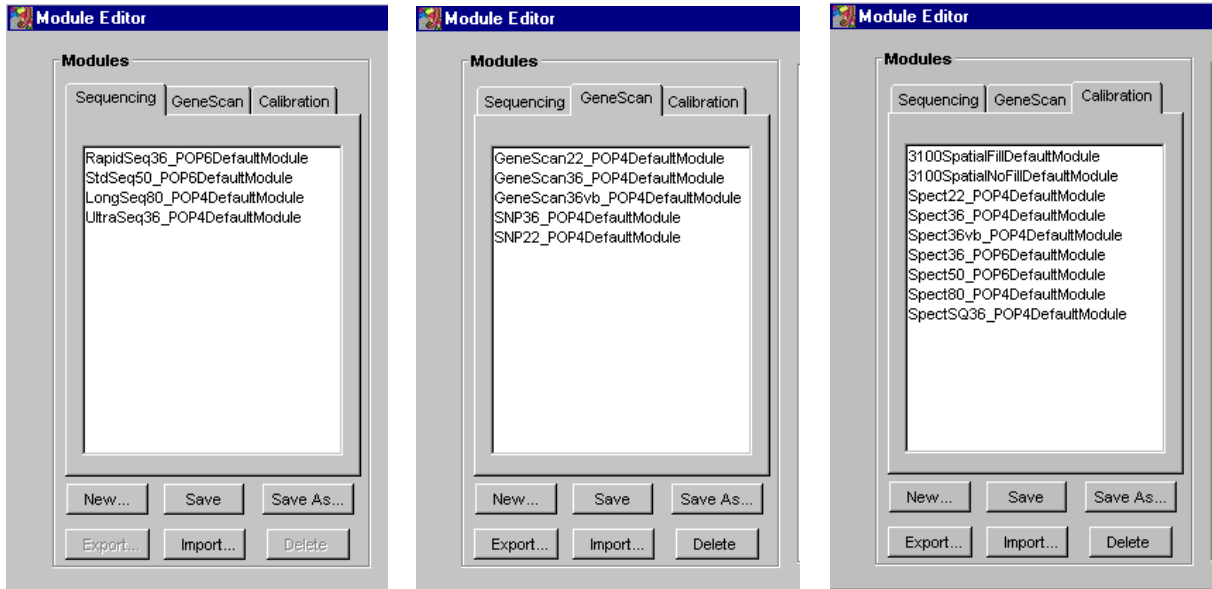 Module Editor
Modules
Sequencing GeneScan Calibration
RapidSeq36_POP6DefaultModule
StdSeq50_POP6DefaultModule
LongSeq80_POP4DefaultModule
UltraSeq36_POP4DefaultModule
New... Save Save As...
Export... Import... Delete
Module Editor
Modules
Sequencing GeneScan Calibration
GeneScan22_POP4DefaultModule
GeneScan36_POP4DefaultModule
GeneScan36vb_POP4DefaultModule
SNP36_POP4DefaultModule
SNP22_POP4DefaultModule
New... Save Save As...
Export... Import... Delete
Module Editor
Modules
Sequencing GeneScan Calibration
3100SpatialFillDefaultModule
3100SpatialNoFillDefaultModule
Spect22_POP4DefaultModule
Spect36_POP4DefaultModule
Spect36vb_POP4DefaultModule
Spect36_POP6DefaultModule
Spect50_POP6DefaultModule
Spect80_POP4DefaultModule
SpectSQ36_POP4DefaultModule
New... Save Save As...
Export... Import... Delete